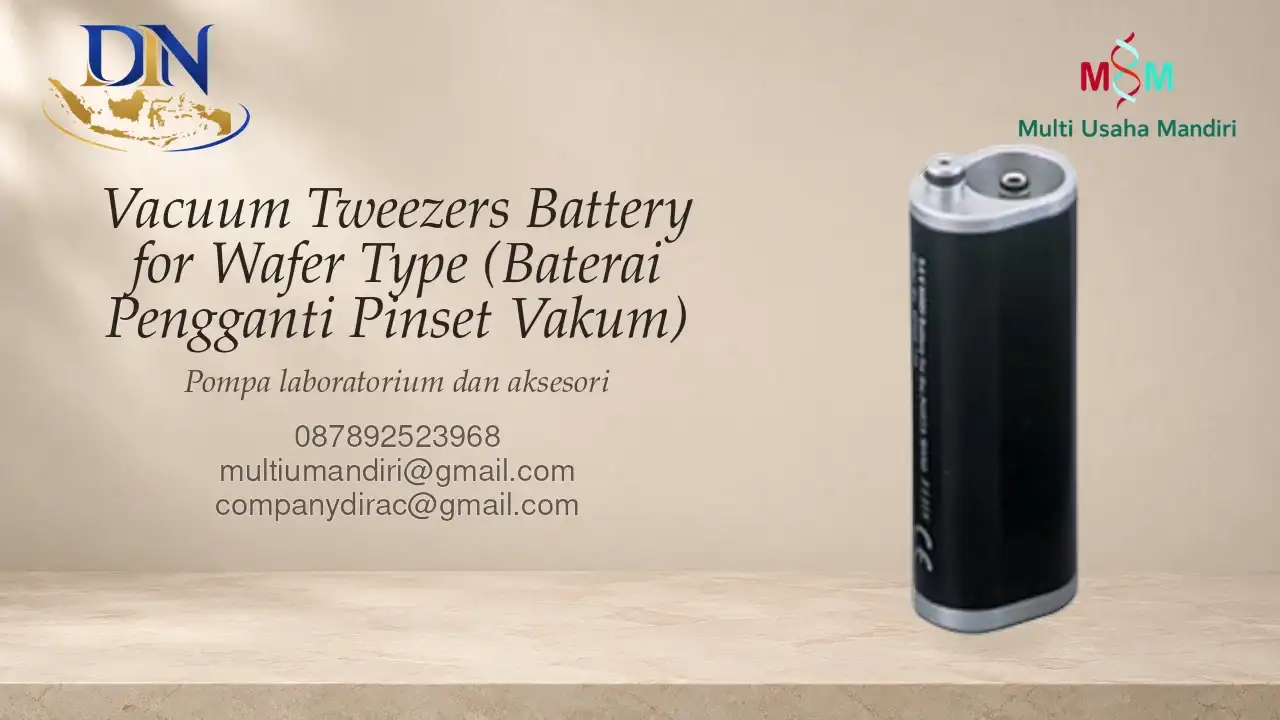 DN
MSM
Multi Usaha Mandiri
Vacuum Tweezers Battery
for Wafer Type (Baterai
Pengganti Pinset Vakum)
Pompa laboratorium dan aksesori
087892523968
multiumandiri@gmail.com
companydirac@gmail.com
CE